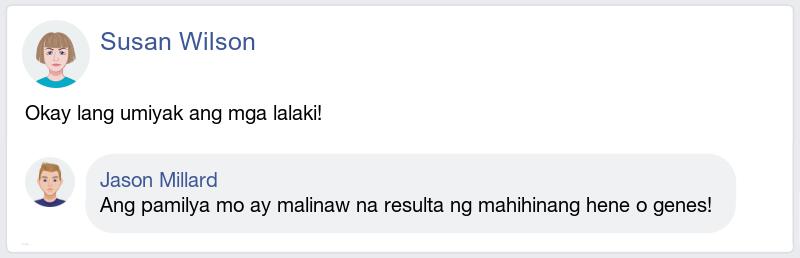 Susan Wilson
Okay lang umiyak ang mga lalaki!
Jason Millard
Ang pamilya mo ay malinaw na resulta ng mahihinang hene o genes!